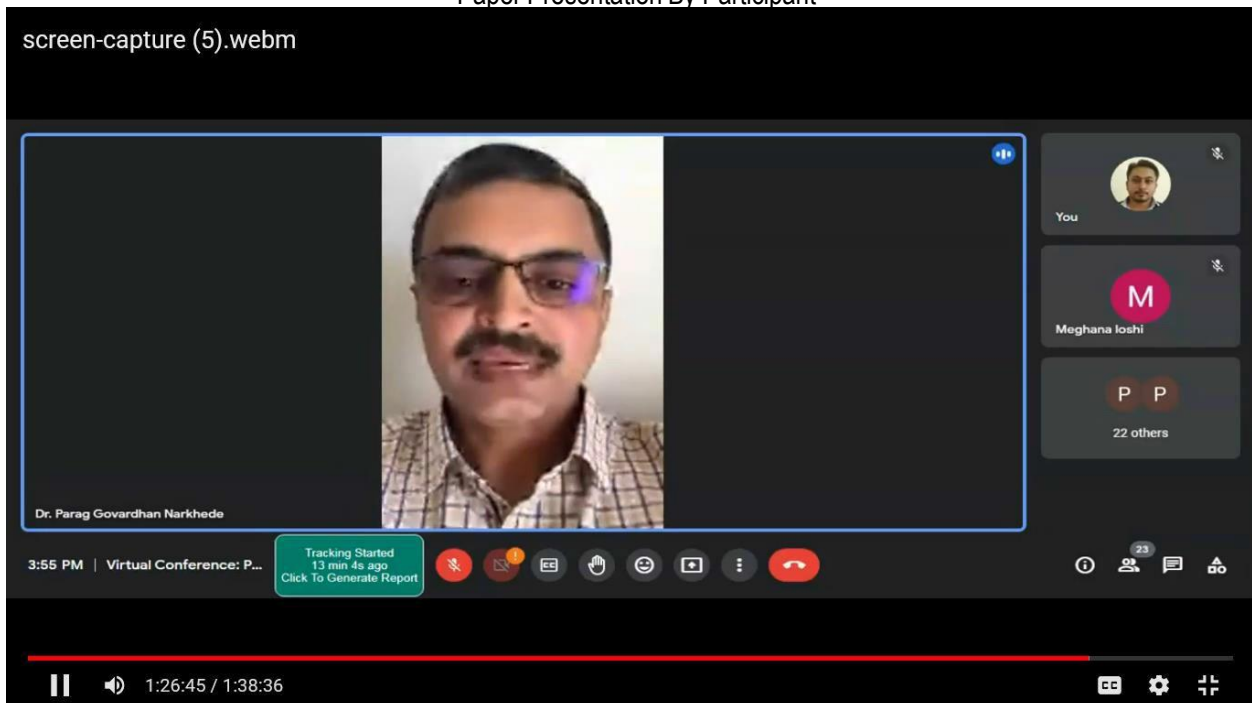 Paper Presentation By Participant
screen-capture (5).webm
You
Meghana Ioshi
P P
22 others
M
Dr. Parag Govardhan Narkhede
3:55 PM | Virtual Conference: P...
Tracking Started
13 min 4s ago
Click To Generate Report
CC
23
1:26:45 / 1:38:36
CC